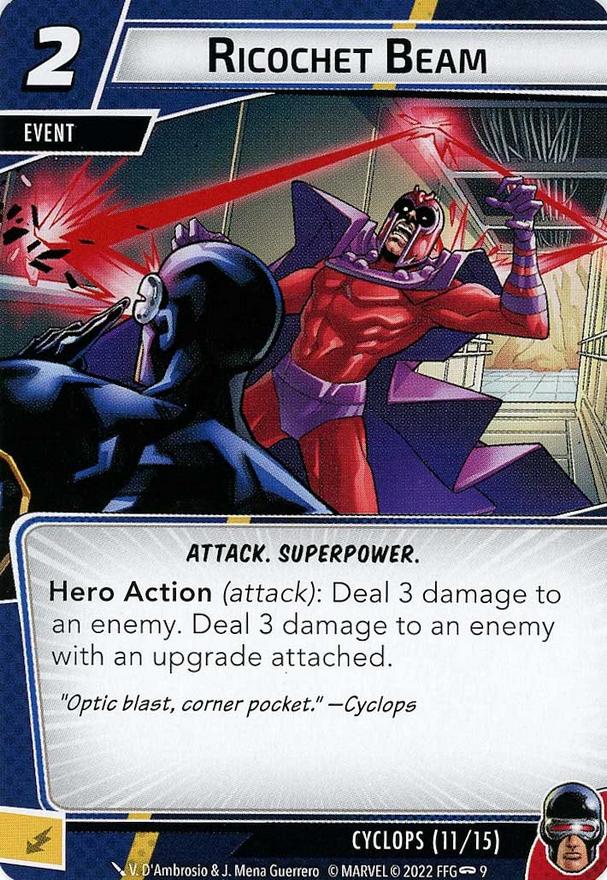 2
RICOCHET BEAM
EVENT
ATTACK. SUPERPOWER.
Hero Action (attack): Deal 3 damage to
an enemy. Deal 3 damage to an enemy
with an upgrade attached.
"Optic blast, corner pocket." —Cyclops
CYCLOPS (11/15)
V. D'Ambrosio & J. Mena Guerrero © MARVEL © 2022 FFG 9